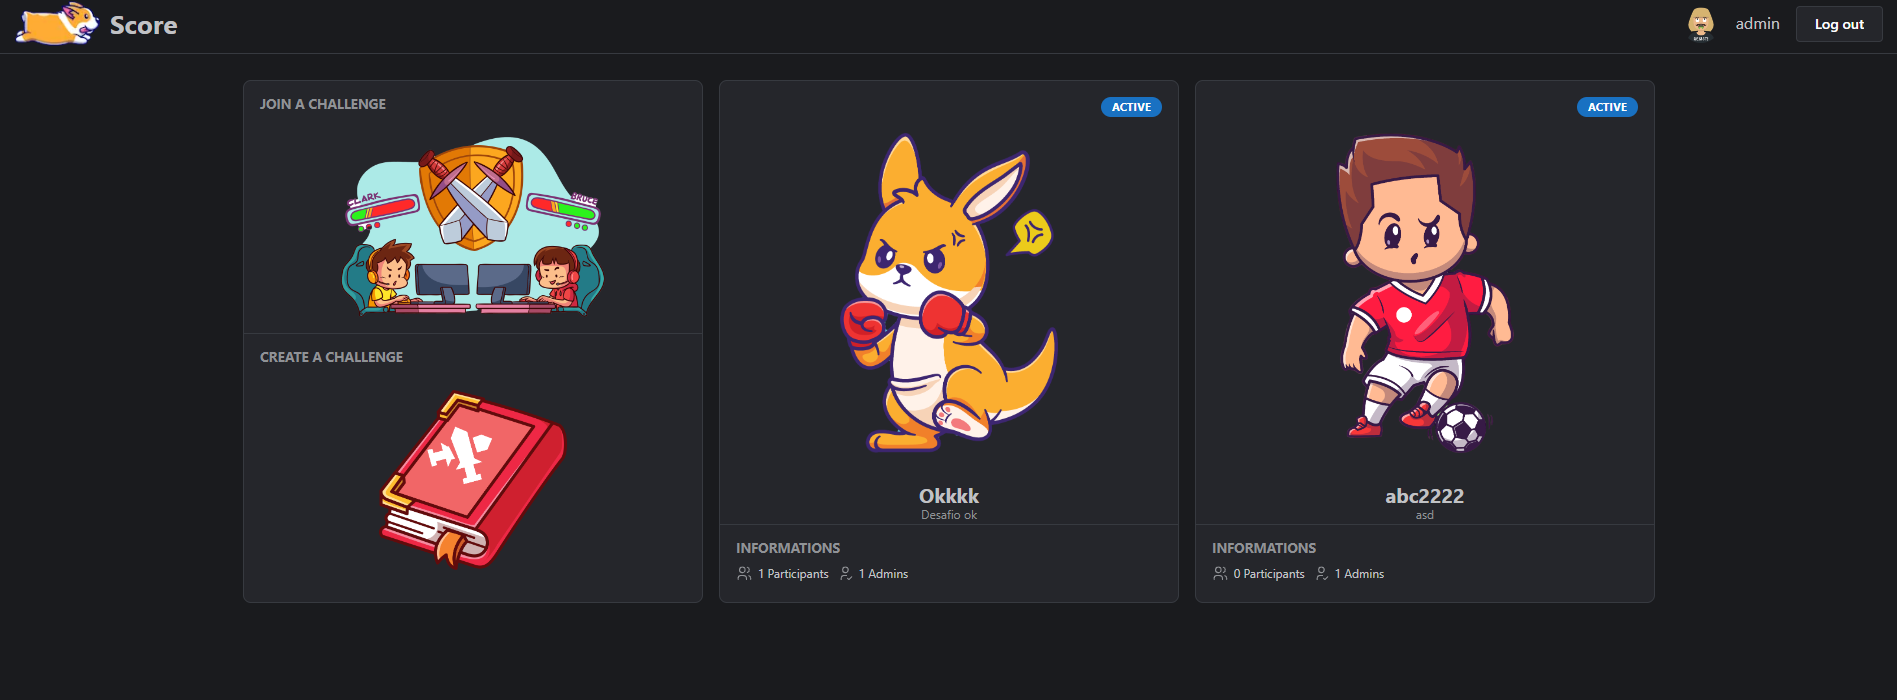 Score
admin
Log out
JOIN A CHALLENGE
CLARK
BRUCE
CREATE A CHALLENGE
ACTIVE
Okkkk
Desafio ok
INFORMATIONS
1 Participants 1 Admins
ACTIVE
abc2222
asd
INFORMATIONS
0 Participants 1 Admins